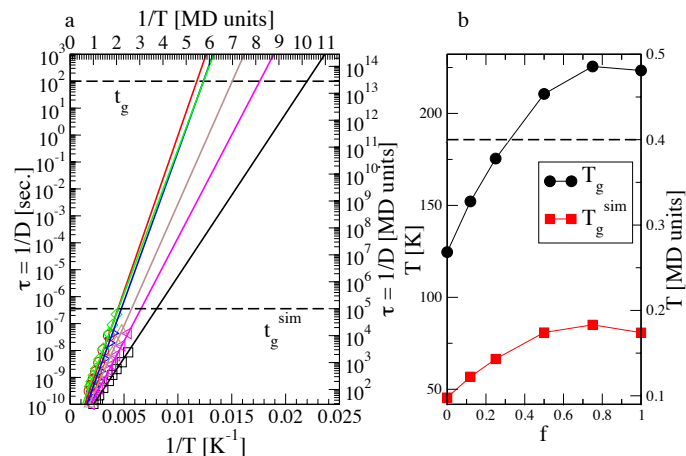 a
1/T [MD units]
0 1 2 3 4 5 6 7 8 9 10 11
10^3
10^2
10^1
10^0
10^-1
10^-2
10^-3
10^-4
10^-5
10^-6
10^-7
10^-8
10^-9
10^-10
τ = 1/D [sec.]
t_g
t_g^sim
10^14
10^13
10^12
10^11
10^10
10^9
10^8
10^7
10^6
10^5
10^4
10^3
10^2
τ = 1/D [MD units]
0 0.005 0.01 0.015 0.02 0.025
1/T [K^-1]
b
225
200
175
150
125
100
75
50
T [K]
T_g
T_g^sim
0.5
0.4
0.3
0.2
0.1
T [MD units]
0 0.2 0.4 0.6 0.8 1
f